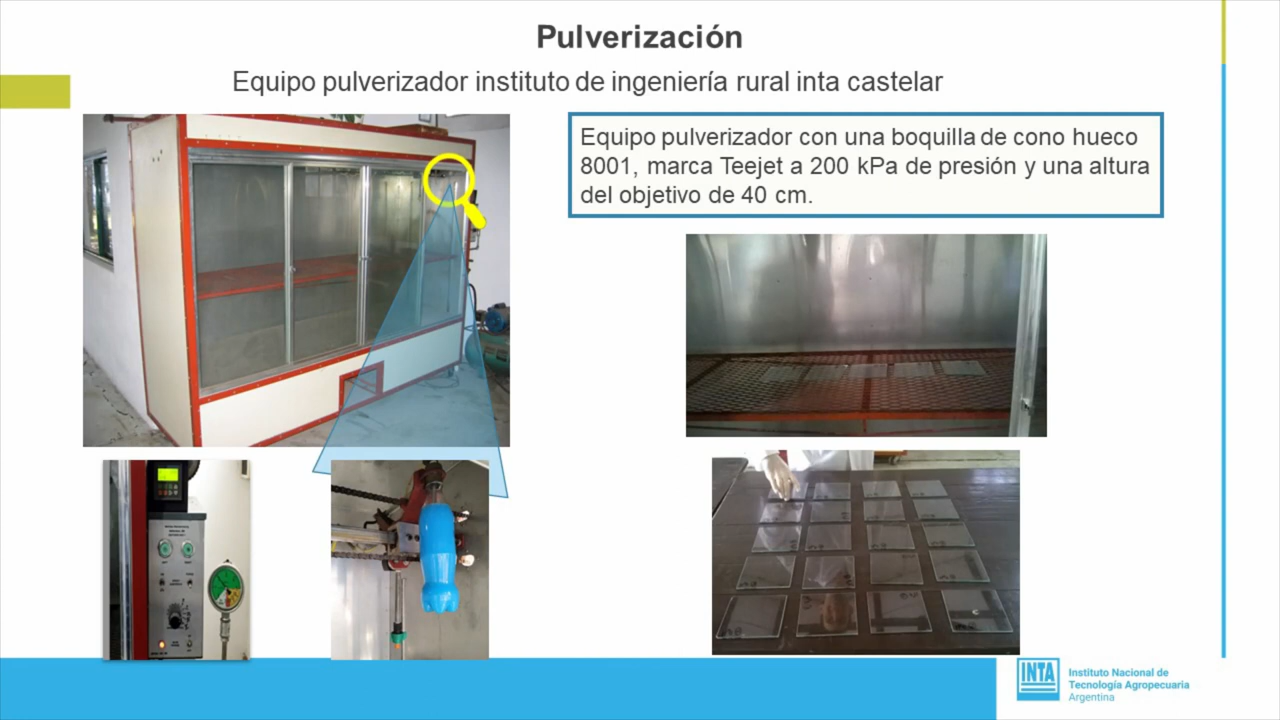 Pulverización
Equipo pulverizador instituto de ingeniería rural inta castelar
Equipo pulverizador con una boquilla de cono hueco
8001, marca Teejet a 200 kPa de presión y una altura
del objetivo de 40 cm.
INTA
Instituto Nacional de
Tecnología Agropecuaria
Argentina